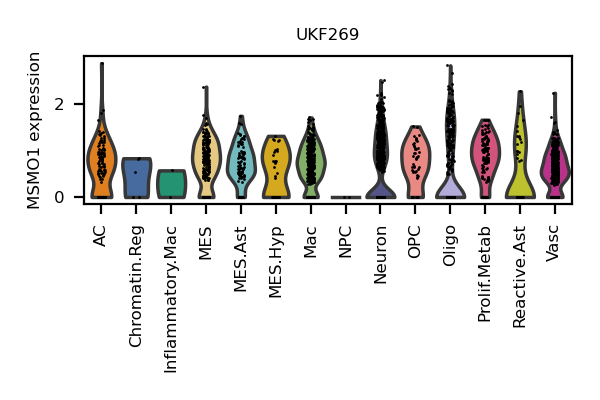 UKF269
MSMO1 expression
2
0
AC
Chromatin.Reg
Inflammatory.Mac
MES
MES.Ast
MES.Hyp
Mac
NPC
Neuron
OPC
Oligo
Prolif.Metab
Reactive.Ast
Vasc